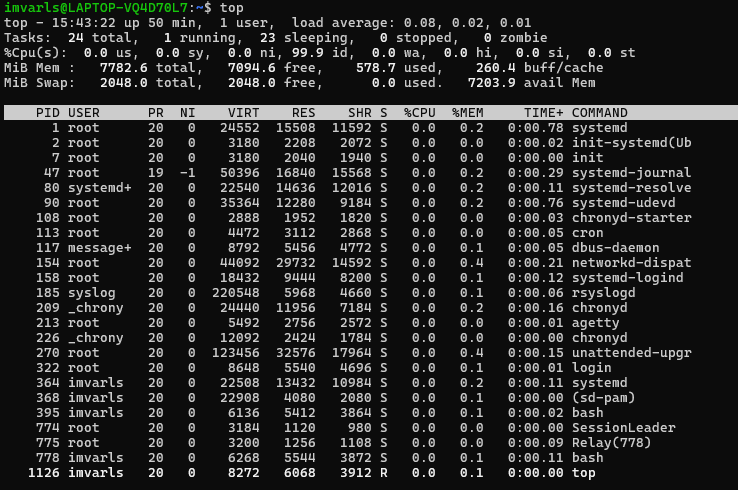 imvarls@LAPTOP-VQ4D70L7:~$ top
top - 15:43:22 up 50 min,  1 user,  load average: 0.08, 0.02, 0.01
Tasks:  24 total,   1 running,  23 sleeping,   0 stopped,   0 zombie
%Cpu(s):  0.0 us,  0.0 sy,  0.0 ni, 99.9 id,  0.0 wa,  0.0 hi,  0.0 si,  0.0 st
MiB Mem :   7782.6 total,   7094.6 free,    578.7 used,    260.4 buff/cache
MiB Swap:   2048.0 total,   2048.0 free,      0.0 used.   7203.9 avail Mem
PID USER      PR  NI    VIRT    RES    SHR S  %CPU  %MEM     TIME+ COMMAND
1 root      20   0   24552  15508  11592 S   0.0   0.2   0:00.78 systemd
2 root      20   0    3180   2208   2072 S   0.0   0.0   0:00.02 init-systemd(Ub
7 root      20   0    3180   2040   1940 S   0.0   0.0   0:00.00 init
47 root      19  -1   50396  16840  15568 S   0.0   0.2   0:00.29 systemd-journal
80 systemd+  20   0   22540  14636  12016 S   0.0   0.2   0:00.11 systemd-resolve
90 root      20   0   35364  12280   9184 S   0.0   0.2   0:00.76 systemd-udevd
108 root      20   0    2888   1952   1820 S   0.0   0.0   0:00.03 chronyd-starter
113 root      20   0    4472   3112   2868 S   0.0   0.0   0:00.05 cron
117 message+  20   0    8792   5456   4772 S   0.0   0.1   0:00.05 dbus-daemon
154 root      20   0   44092  29732  14592 S   0.0   0.4   0:00.21 networkd-dispat
158 root      20   0   18432   9444   8200 S   0.0   0.1   0:00.12 systemd-logind
185 syslog    20   0  220548   5968   4660 S   0.0   0.1   0:00.06 rsyslogd
209 _chrony   20   0   24440  11956   7184 S   0.0   0.2   0:00.16 chronyd
213 root      20   0    5492   2756   2572 S   0.0   0.0   0:00.01 agetty
226 _chrony   20   0   12092   2424   1784 S   0.0   0.0   0:00.00 chronyd
270 root      20   0  123456  32576  17964 S   0.0   0.4   0:00.15 unattended-upgr
322 root      20   0    8648   5540   4696 S   0.0   0.1   0:00.01 login
364 imvarls   20   0   22508  13432  10984 S   0.0   0.2   0:00.11 systemd
368 imvarls   20   0   22908   4080   2080 S   0.0   0.1   0:00.00 (sd-pam)
395 imvarls   20   0    6136   5412   3864 S   0.0   0.1   0:00.02 bash
774 root      20   0    3184   1120    980 S   0.0   0.0   0:00.00 SessionLeader
775 root      20   0    3200   1256   1108 S   0.0   0.0   0:00.09 Relay(778)
778 imvarls   20   0    6268   5544   3872 S   0.0   0.1   0:00.11 bash
1126 imvarls   20   0    8272   6068   3912 R   0.0   0.1   0:00.00 top